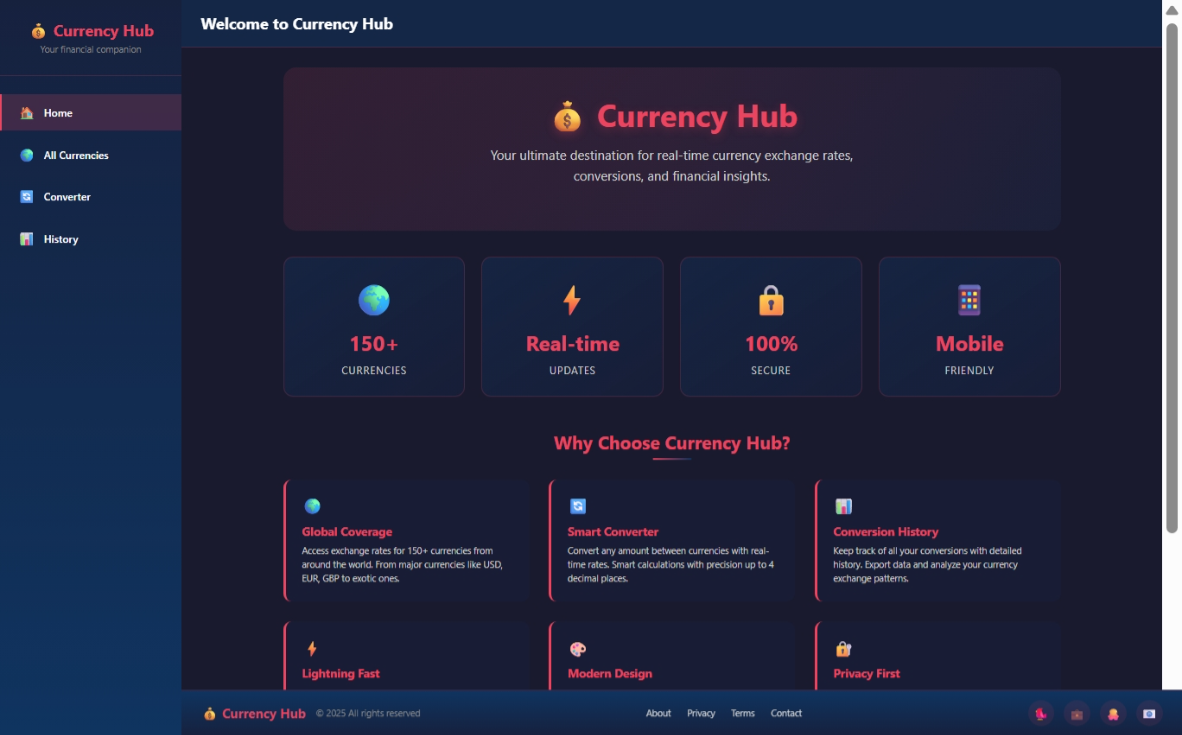 Currency Hub
Your financial companion
Home
All Currencies
Converter
History
Welcome to Currency Hub
Currency Hub
Your ultimate destination for real-time currency exchange rates,
conversions, and financial insights.
150+
CURRENCIES
Real-time
UPDATES
100%
SECURE
Mobile
FRIENDLY
Why Choose Currency Hub?
Global Coverage
Access exchange rates for 150+ currencies from
around the world. From major currencies like USD,
EUR, GBP to exotic ones.
Smart Converter
Convert any amount between currencies with real-
time rates. Smart calculations with precision up to 4
decimal places.
Conversion History
Keep track of all your conversions with detailed
history. Export data and analyze your currency
exchange patterns.
Lightning Fast
Modern Design
Privacy First
Currency Hub © 2025 All rights reserved
About Privacy Terms Contact